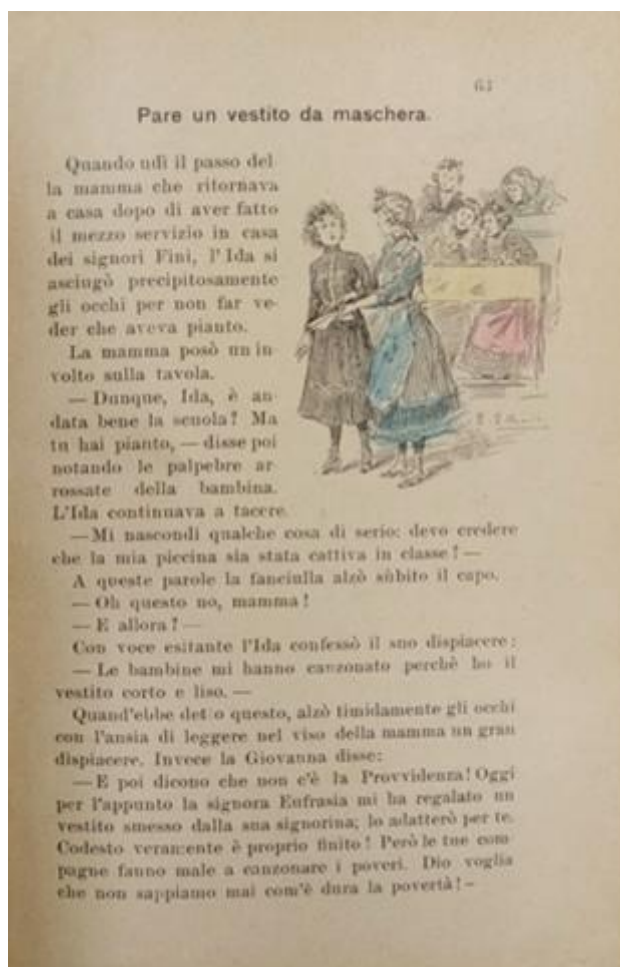 63
Pare un vestito da maschera.
Quando udì il passo del
la mamma che ritornava
a casa dopo di aver fatto
il mezzo servizio in casa
dei signori Fini, l'Ida si
asciugò precipitosamente
gli occhi per non far ve-
der che aveva pianto.
La mamma posò un in
volto sulla tavola.
— Dunque, Ida, è an
data bene la scuola? Ma
tu hai pianto, — disse poi
notando le palpebre ar
rossate della bambina.
L'Ida continuava a tacere.
— Mi nascondi qualche cosa di serio: devo credere
che la mia piccina sia stata cattiva in classe? —
A queste parole la fanciulla alzò sùbito il capo.
— Oh questo no, mamma!
— E allora? —
Con voce esitante l'Ida confessò il suo dispiacere:
— Le bambine mi hanno canzonato perchè ho il
vestito corto e liso. —
Quand'ebbe det o questo, alzò timidamente gli occhi
con l'ansia di leggere nel viso della mamma un gran
dispiacere. Invece la Giovanna disse:
— E poi dicono che non c'è la Provvidenza! Oggi
per l'appunto la signora Eufrasia mi ha regalato un
vestito smesso dalla sua signorina; lo adatterò per te.
Codesto veramente è proprio finito! Però le tue com-
pagne fanno male a canzonare i poveri. Dio voglia
che non sappiamo mai com'è dura la povertà! –